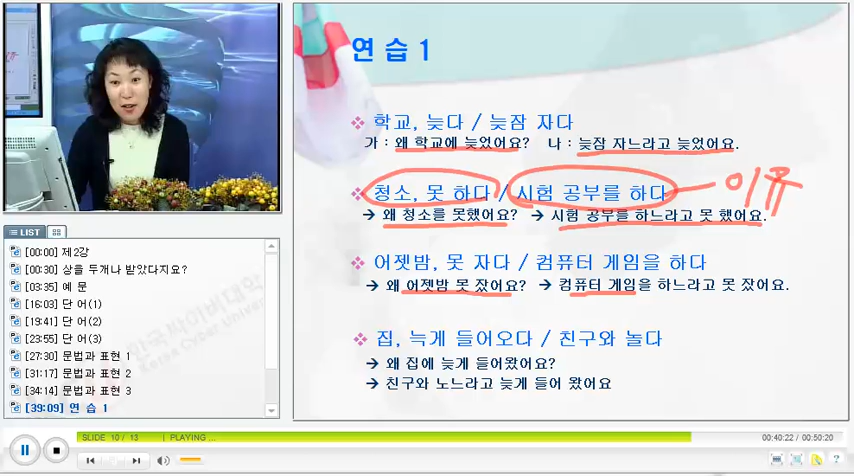 연 습 1
❖ 학교, 늦다 / 늦잠 자다
가 : 왜 학교에 늦었어요? 나 : 늦잠 자느라고 늦었어요.
❖ 청소, 못 하다 / 시험 공부를 하다
이유
→ 왜 청소를 못했어요? → 시험 공부를 하느라고 못 했어요.
❖ 어젯밤, 못 자다 / 컴퓨터 게임을 하다
→ 왜 어젯밤 못 잤어요? → 컴퓨터 게임을 하느라고 못 잤어요.
❖ 집, 늑게 들어오다 / 친구와 놀다
→ 왜 집에 늦게 들어왔어요?
→ 친구와 노느라고 늦게 들어 왔어요
LIST
[00:00] 제2강
[00:30] 상을 두개나 받았다지요?
[03:35] 예 문
[16:03] 단 어(1)
[19:41] 단 어(2)
[23:55] 단 어(3)
[27:30] 문법과 표현 1
[31:17] 문법과 표현 2
[34:14] 문법과 표현 3
[39:09] 연 습 1
한국싸이버대학
Korea Cyber Univer
SLIDE 10 / 13 | PLAYING ...
00:40:22 / 00:50:20